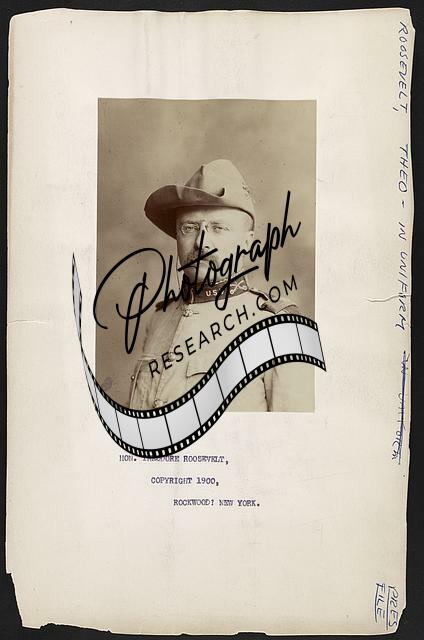 Photograph
RESEARCH.COM
U S
HON. THEODORE ROOSEVELT,
COPYRIGHT 1900,
ROCKWOOD: NEW YORK.
ROOSEVELT, THEO - IN UNIFORM
PRES
FILE